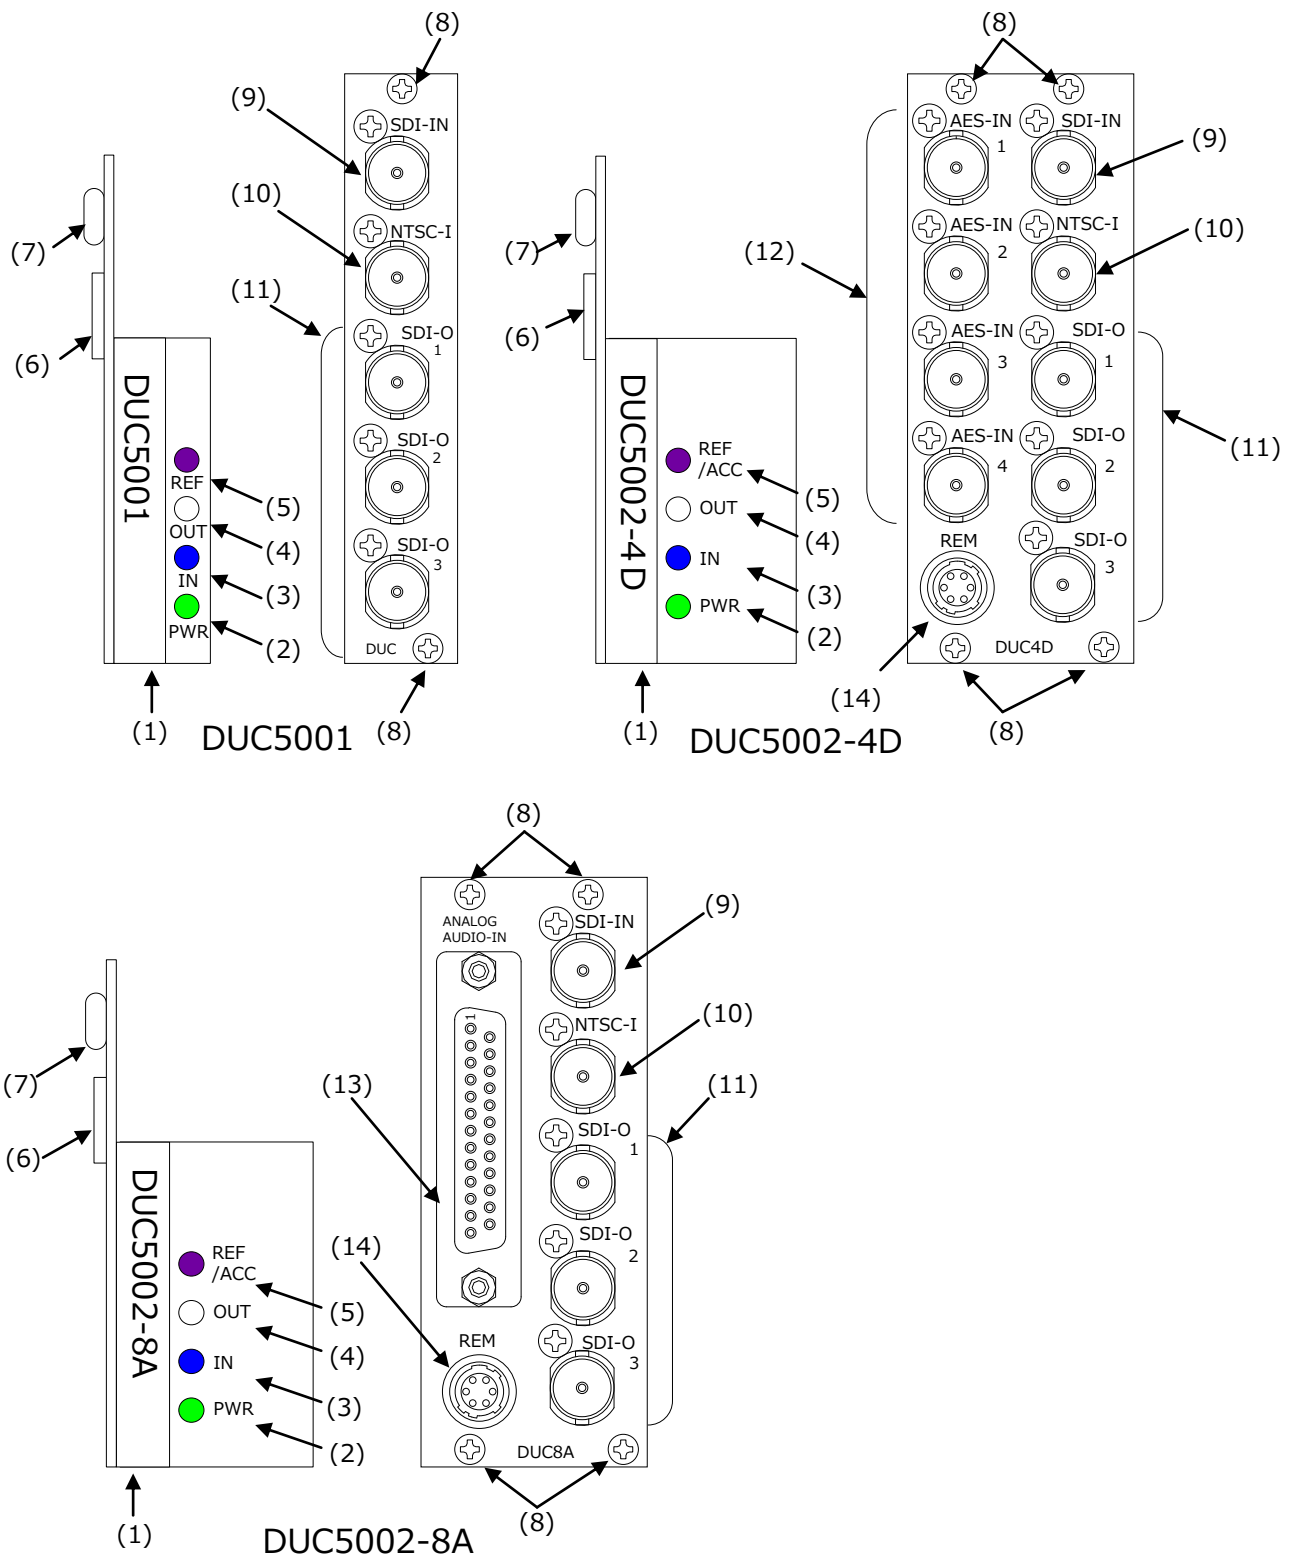 (8)
(9)
SDI-IN
(10)
NTSC-I
(7)
(11)
SDI-O
1
(6)
DUC5001
SDI-O
2
REF
(5)
OUT
(4)
SDI-O
3
IN
(3)
PWR
(2)
DUC
(1)
(8)
DUC5001
(8)
AES-IN
1
SDI-IN
(9)
(12)
AES-IN
2
NTSC-I
(10)
(7)
(6)
AES-IN
3
SDI-O
1
DUC5002-4D
(11)
AES-IN
4
SDI-O
2
REF
/ACC
(5)
OUT
(4)
IN
(3)
PWR
(2)
REM
SDI-O
3
DUC4D
(14)
(1)
(8)
DUC5002-4D
(8)
ANALOG
AUDIO-IN
SDI-IN
(9)
1
NTSC-I
(10)
(7)
(13)
(11)
SDI-O
1
(6)
DUC5002-8A
(14)
SDI-O
2
REF
/ACC
(5)
OUT
(4)
IN
(3)
PWR
(2)
REM
SDI-O
3
DUC8A
(1)
(8)
DUC5002-8A